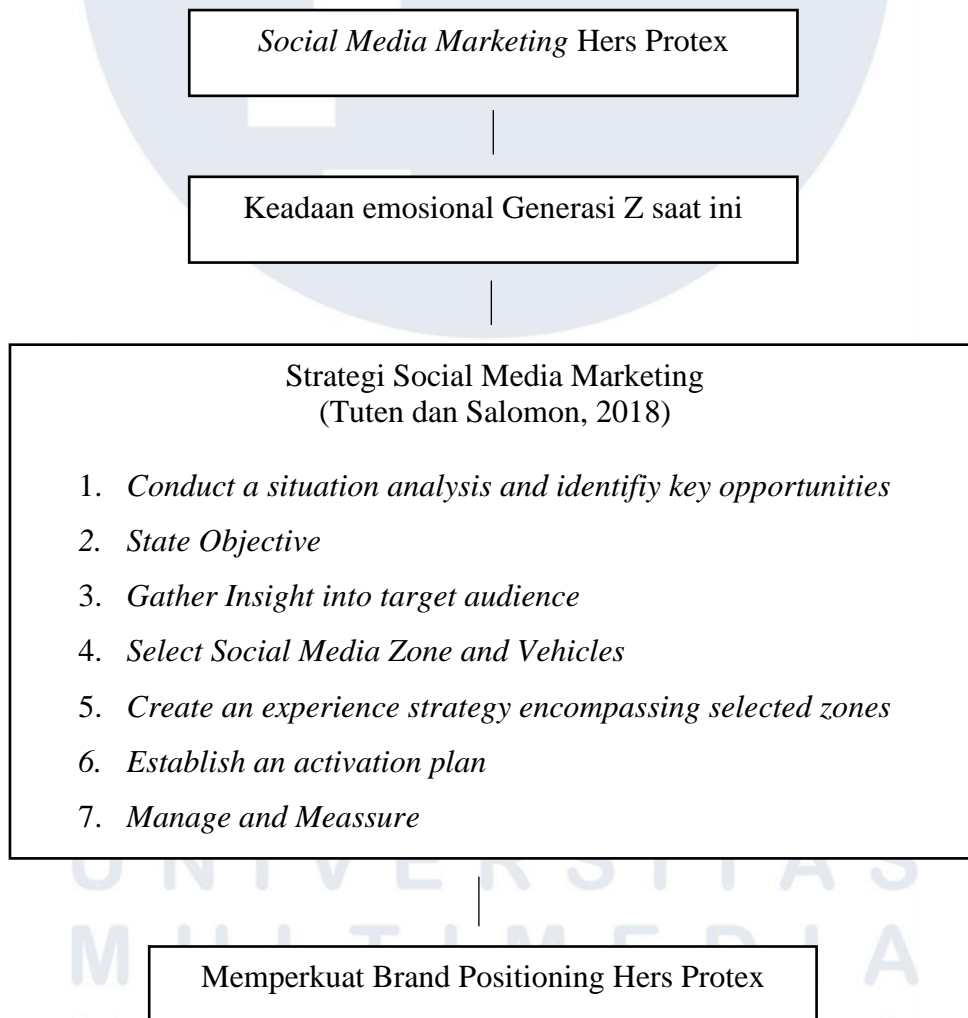 Social Media Marketing Hers Protex
Keadaan emosional Generasi Z saat ini
Strategi Social Media Marketing
(Tuten dan Salomon, 2018)
1. Conduct a situation analysis and identifiy key opportunities
2. State Objective
3. Gather Insight into target audience
4. Select Social Media Zone and Vehicles
5. Create an experience strategy encompassing selected zones
6. Establish an activation plan
7. Manage and Meassure
UNIVERSITAS
MULTIMEDIA
Memperkuat Brand Positioning Hers Protex